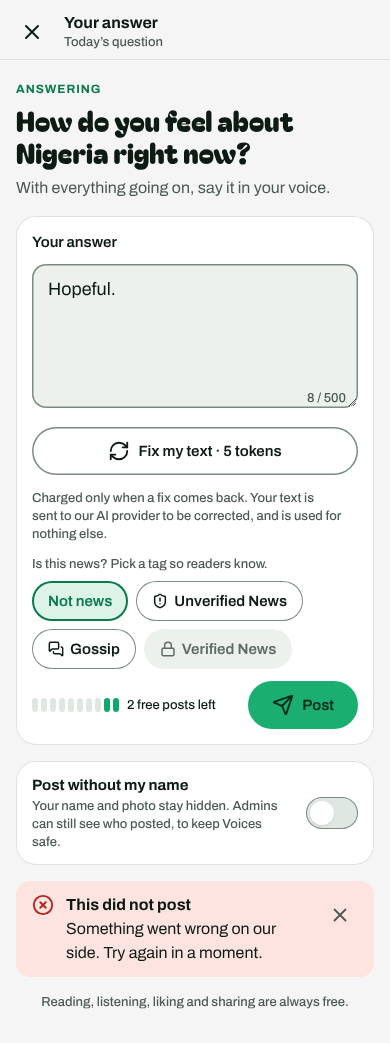 Your answer
Today's question
ANSWERING
How do you feel about
Nigeria right now?
With everything going on, say it in your voice.
Your answer
Hopeful.
8 / 500
Fix my text · 5 tokens
Charged only when a fix comes back. Your text is
sent to our AI provider to be corrected, and is used for
nothing else.
Is this news? Pick a tag so readers know.
Not news
Unverified News
Gossip
Verified News
2 free posts left
Post
Post without my name
Your name and photo stay hidden. Admins
can still see who posted, to keep Voices
safe.
This did not post
Something went wrong on our
side. Try again in a moment.
Reading, listening, liking and sharing are always free.